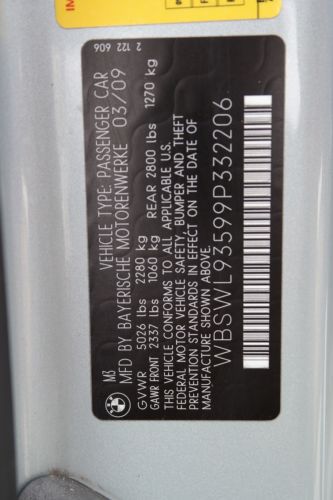 2 122 606
M3
VEHICLE TYPE: PASSENGER CAR
MFD BY BAYERISCHE MOTORENWERKE 03/09
GVWR 5026 lbs 2280 kg
GAWR FRONT 2337 lbs 1060 kg REAR 2800 lbs 1270 kg
THIS VEHICLE CONFORMS TO ALL APPLICABLE U.S.
FEDERAL MOTOR VEHICLE SAFETY, BUMPER AND THEFT
PREVENTION STANDARDS IN EFFECT ON THE DATE OF
MANUFACTURE SHOWN ABOVE.
WBSWL93599P332206